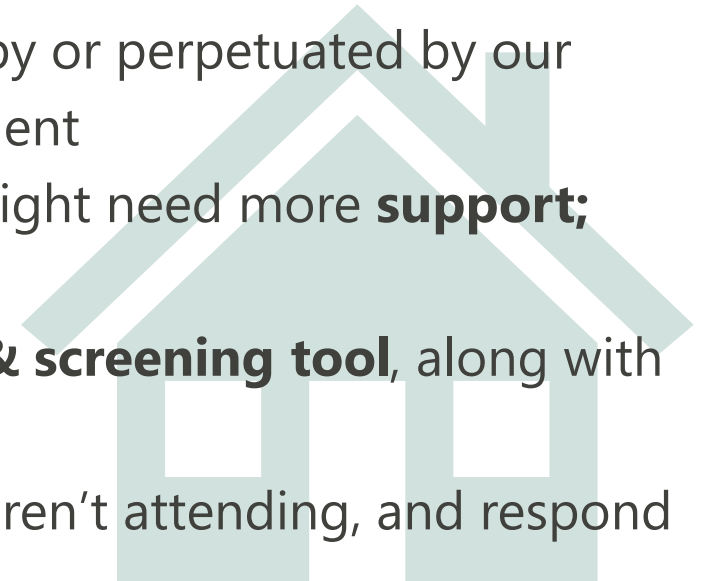 by or perpetuated by our
ent
ight need more support;
& screening tool, along with
ren’t attending, and respond